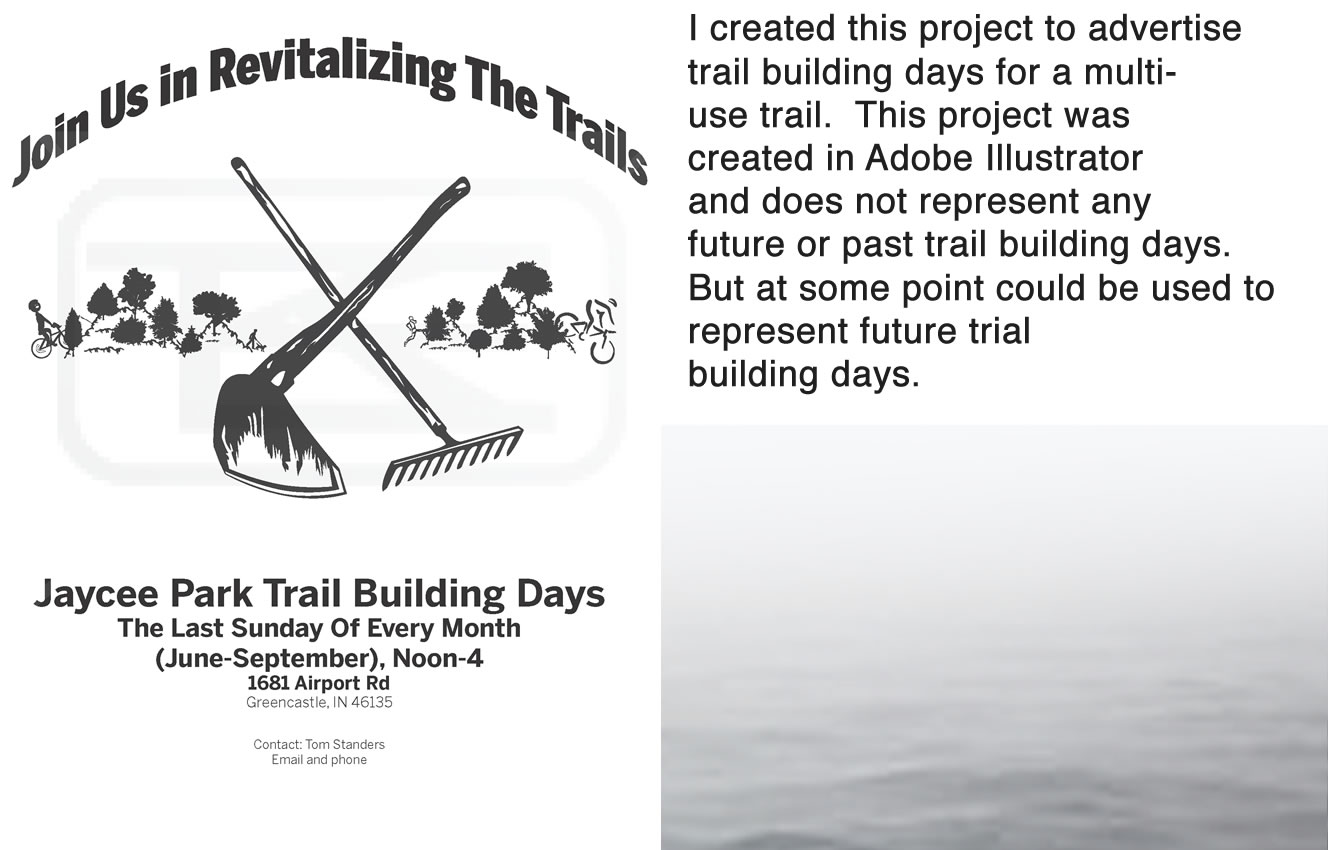 Join Us in Revitalizing The Trails
Jaycee Park Trail Building Days
The Last Sunday Of Every Month
(June-September), Noon-4
1681 Airport Rd
Greencastle, IN 46135
Contact: Tom Standers
Email and phone
I created this project to advertise
trail building days for a multi-
use trail.  This project was
created in Adobe Illustrator
and does not represent any
future or past trail building days.
But at some point could be used to
represent future trial
building days.